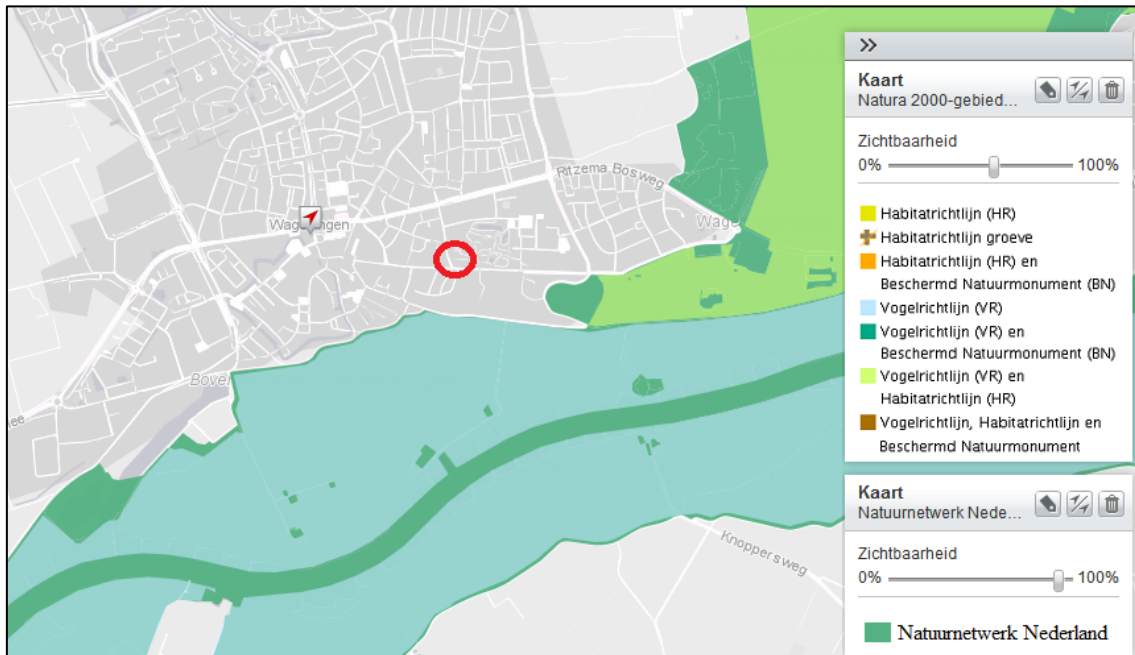 Ritzema Bosweg
Wage
Wageningen
Bover
Knoppersweg
Kaart
Natura 2000-gebied...
Zichtbaarheid
0%
100%
Habitatrichtlijn (HR)
Habitatrichtlijn groeve
Habitatrichtlijn (HR) en
Beschermd Natuurmonument (BN)
Vogelrichtlijn (VR)
Vogelrichtlijn (VR) en
Beschermd Natuurmonument (BN)
Vogelrichtlijn (VR) en
Habitatrichtlijn (HR)
Vogelrichtlijn, Habitatrichtlijn en
Beschermd Natuurmonument
Kaart
Natuurnetwerk Nede...
Zichtbaarheid
0%
100%
Natuurnetwerk Nederland